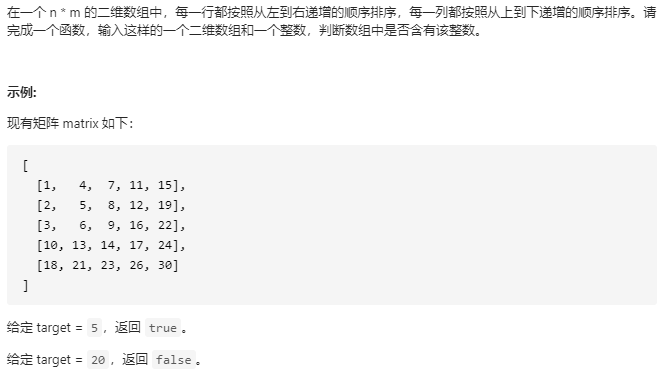 在一个 n * m 的二维数组中，每一行都按照从左到右递增的顺序排序，每一列都按照从上到下递增的顺序排序。请
完成一个函数，输入这样的一个二维数组和一个整数，判断数组中是否含有该整数。
示例:
现有矩阵 matrix 如下：
[
  [1,   4,  7, 11, 15],
  [2,   5,  8, 12, 19],
  [3,   6,  9, 16, 22],
  [10, 13, 14, 17, 24],
  [18, 21, 23, 26, 30]
]
给定 target = 5，返回 true。
给定 target = 20，返回 false。